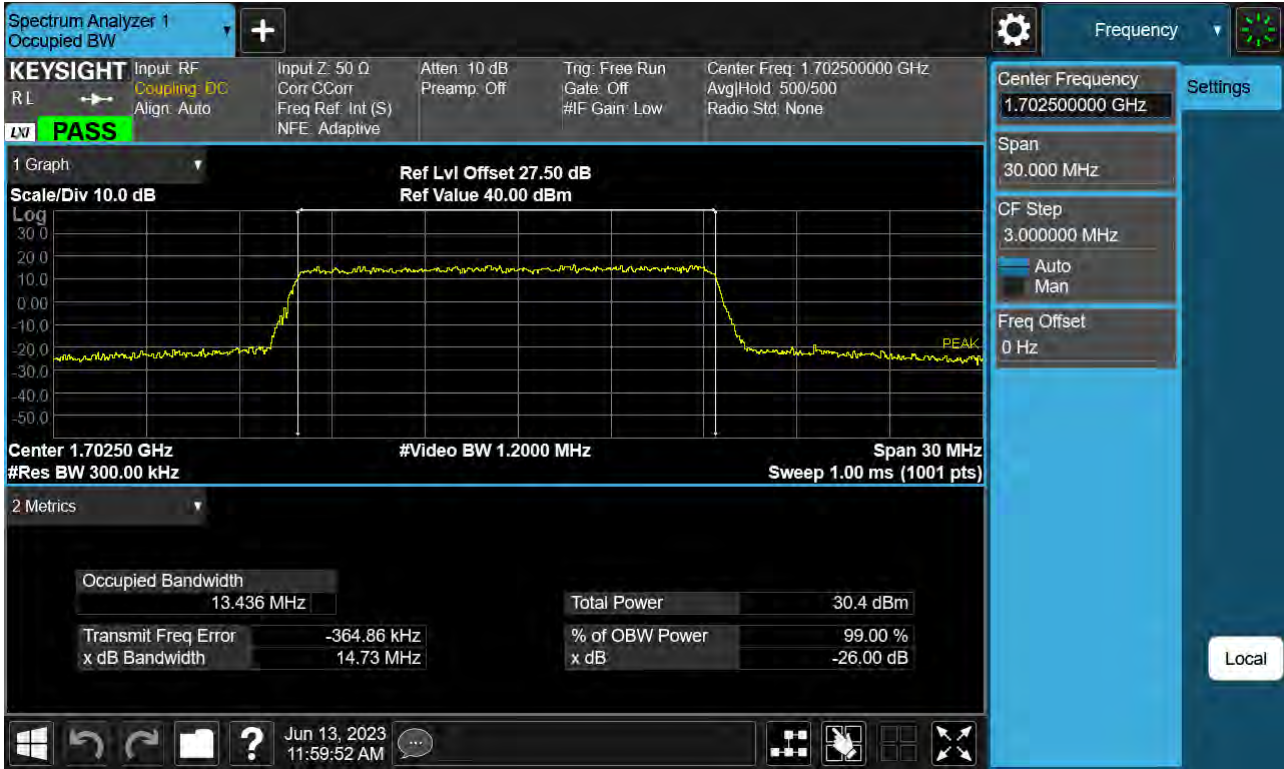 Spectrum Analyzer 1
Occupied BW
Frequency
KEYSIGHT
R L
LXI
PASS
Input: RF
Coupling: DC
Align: Auto
Input Z: 50 Ω
Corr CCorr
Freq Ref: Int (S)
NFE: Adaptive
Atten: 10 dB
Preamp: Off
Trig: Free Run
Gate: Off
#IF Gain: Low
Center Freq: 1.702500000 GHz
Avg|Hold: 500/500
Radio Std: None
Center Frequency
1.702500000 GHz
Settings
Span
30.000 MHz
CF Step
3.000000 MHz
Auto
Man
Freq Offset
0 Hz
1 Graph
Scale/Div 10.0 dB
Ref Lvl Offset 27.50 dB
Ref Value 40.00 dBm
Log
30.0
20.0
10.0
0.00
-10.0
-20.0
-30.0
-40.0
-50.0
PEAK
Center 1.70250 GHz
#Video BW 1.2000 MHz
Span 30 MHz
#Res BW 300.00 kHz
Sweep 1.00 ms (1001 pts)
2 Metrics
Occupied Bandwidth
13.436 MHz
Total Power 30.4 dBm
Transmit Freq Error -364.86 kHz
% of OBW Power 99.00 %
x dB Bandwidth 14.73 MHz
x dB -26.00 dB
Local
?
Jun 13, 2023
11:59:52 AM